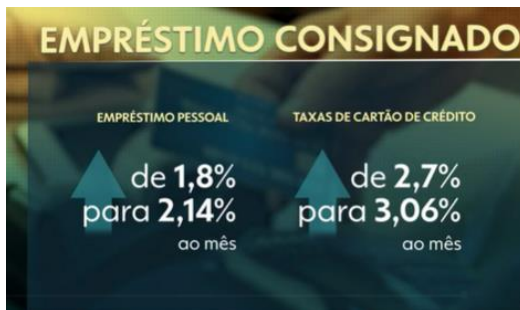 EMPRÉSTIMO CONSIGNADO
EMPRÉSTIMO PESSOAL
de 1,8%
para 2,14%
ao mês
TAXAS DE CARTÃO DE CRÉDITO
de 2,7%
para 3,06%
ao mês